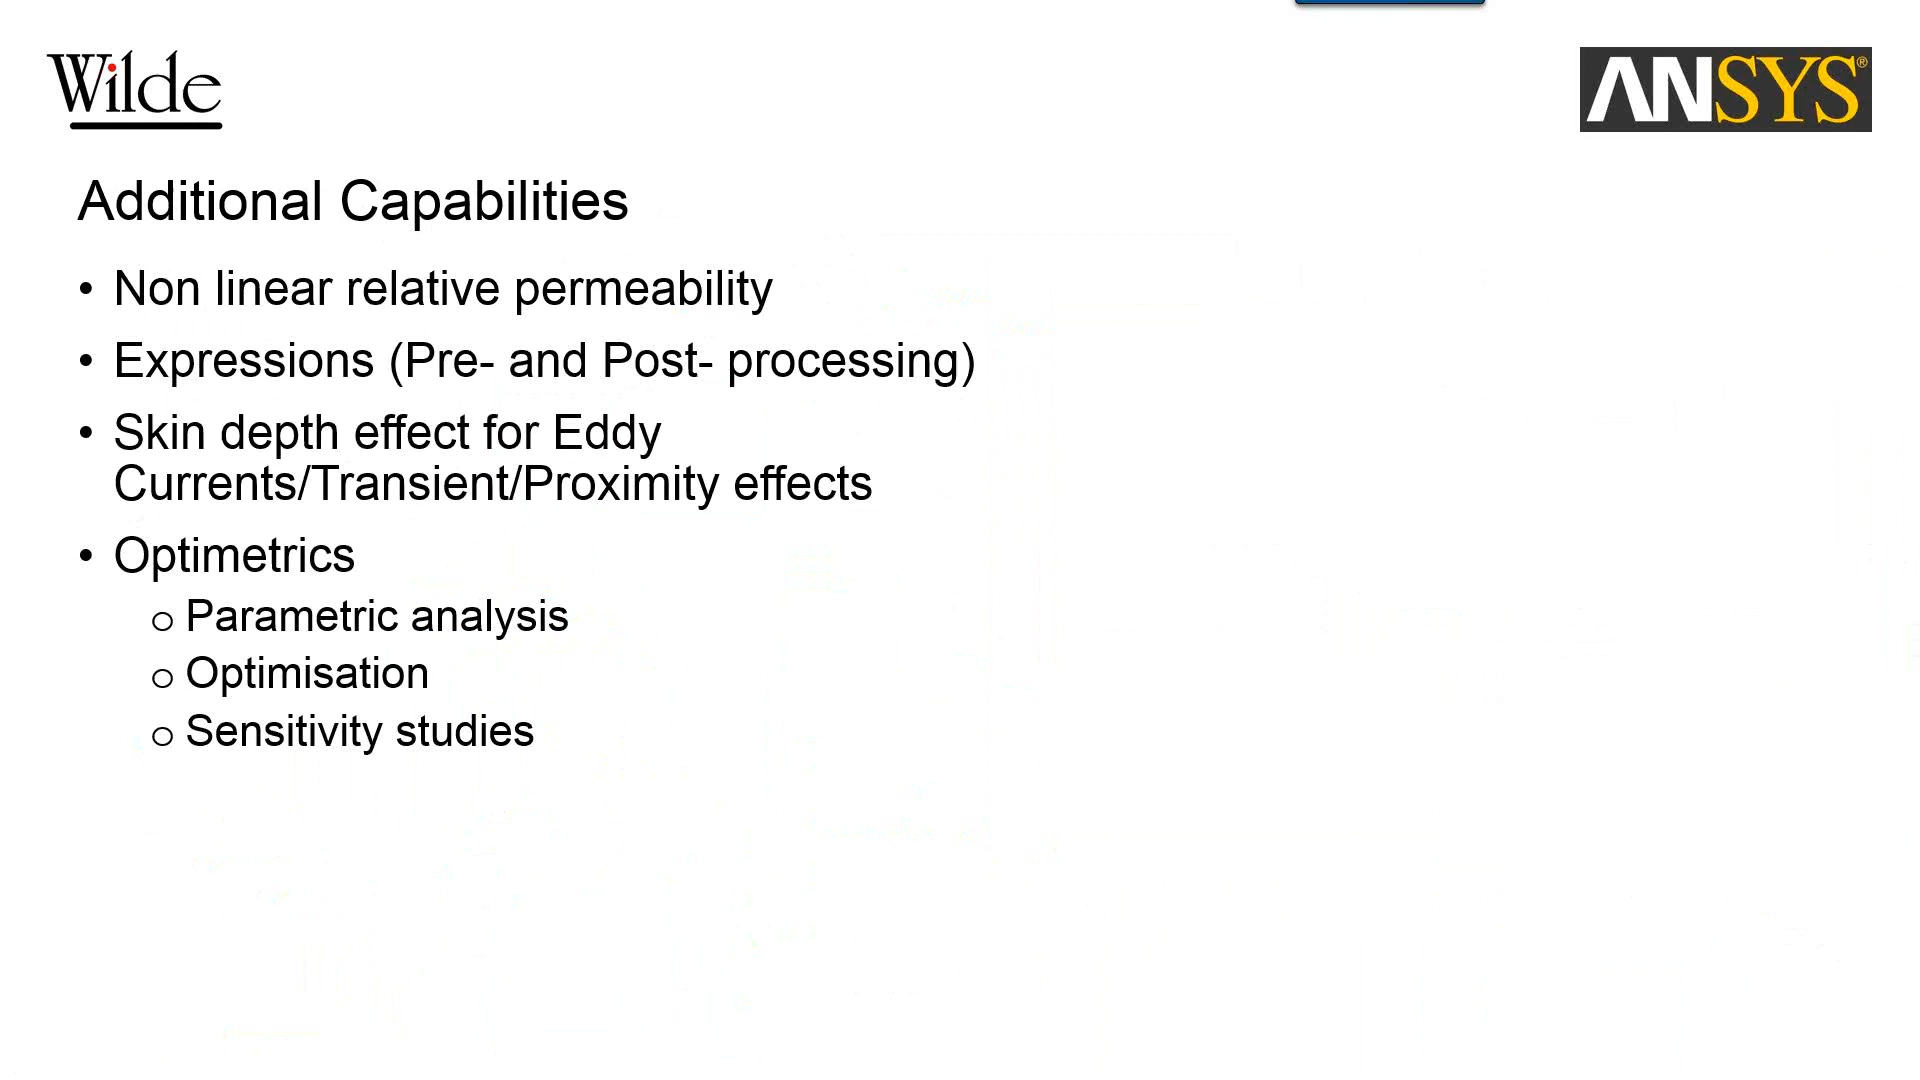 Wilde
ANSYS®
Additional Capabilities
• Non linear relative permeability
• Expressions (Pre- and Post- processing)
• Skin depth effect for Eddy
Currents/Transient/Proximity effects
• Optimetrics
o Parametric analysis
o Optimisation
o Sensitivity studies